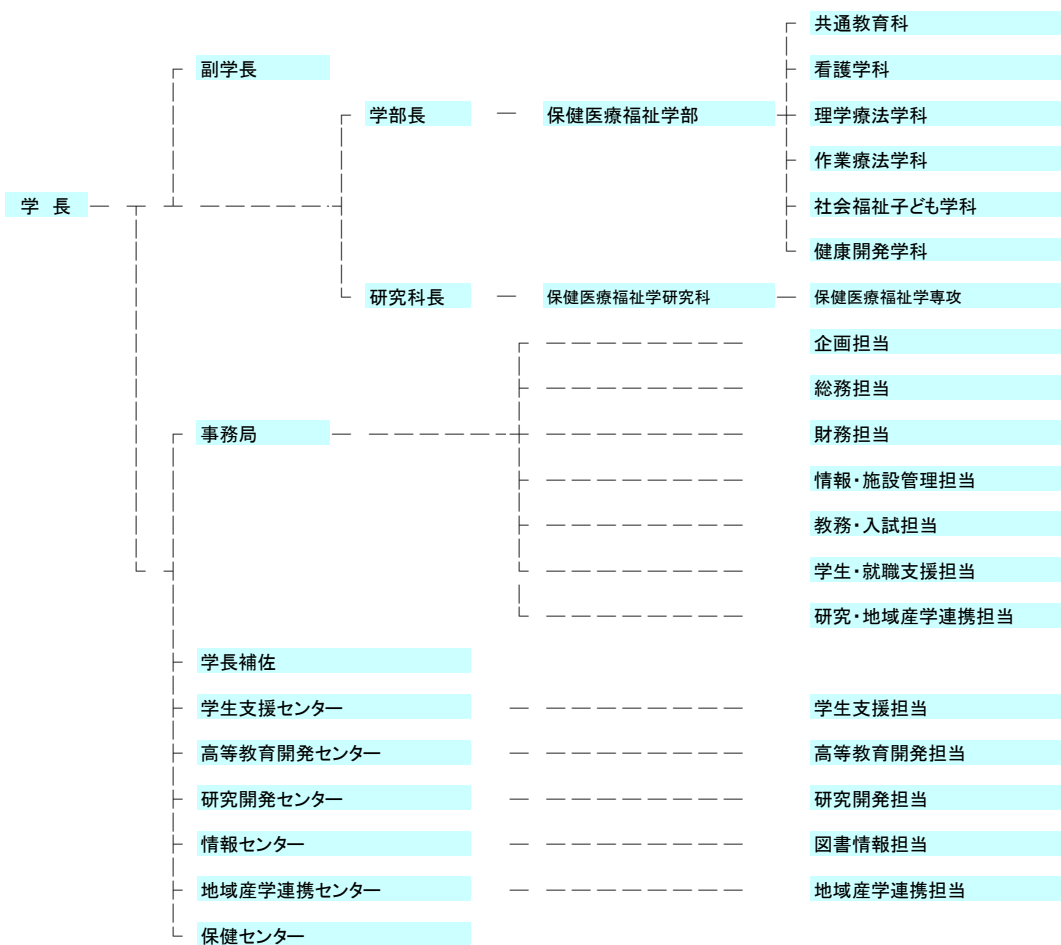 共通教育科
副学長
看護学科
学部長
保健医療福祉学部
理学療法学科
作業療法学科
学 長
社会福祉子ども学科
健康開発学科
研究科長
保健医療福祉学研究科
保健医療福祉学専攻
企画担当
総務担当
事務局
財務担当
情報・施設管理担当
教務・入試担当
学生・就職支援担当
研究・地域産学連携担当
学長補佐
学生支援センター
学生支援担当
高等教育開発センター
高等教育開発担当
研究開発センター
研究開発担当
情報センター
図書情報担当
地域産学連携センター
地域産学連携担当
保健センター